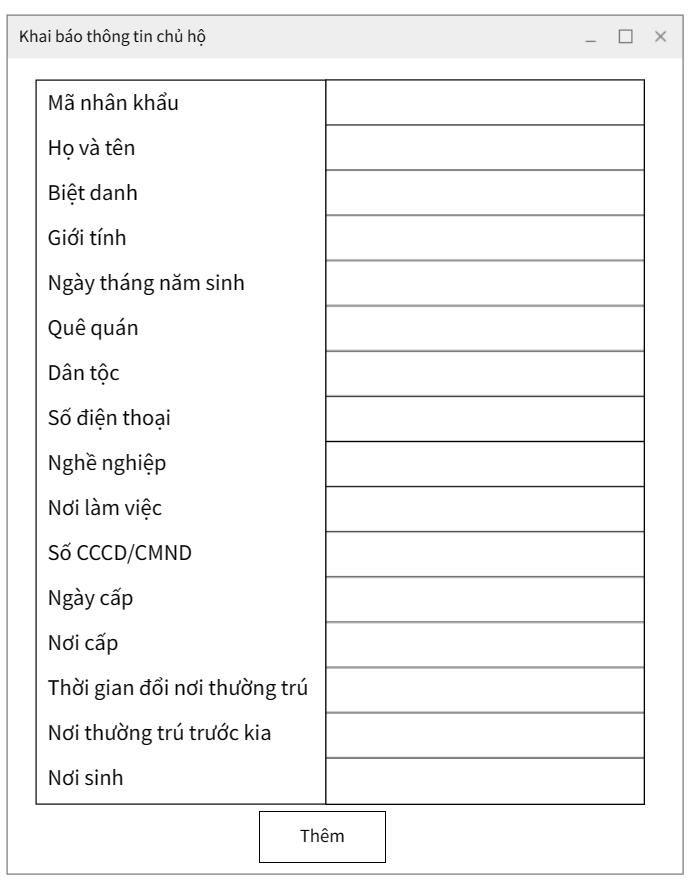 Khai báo thông tin chủ hộ
Mã nhân khẩu
Họ và tên
Biệt danh
Giới tính
Ngày tháng năm sinh
Quê quán
Dân tộc
Số điện thoại
Nghề nghiệp
Nơi làm việc
Số CCCD/CMND
Ngày cấp
Nơi cấp
Thời gian đổi nơi thường trú
Nơi thường trú trước kia
Nơi sinh
Thêm